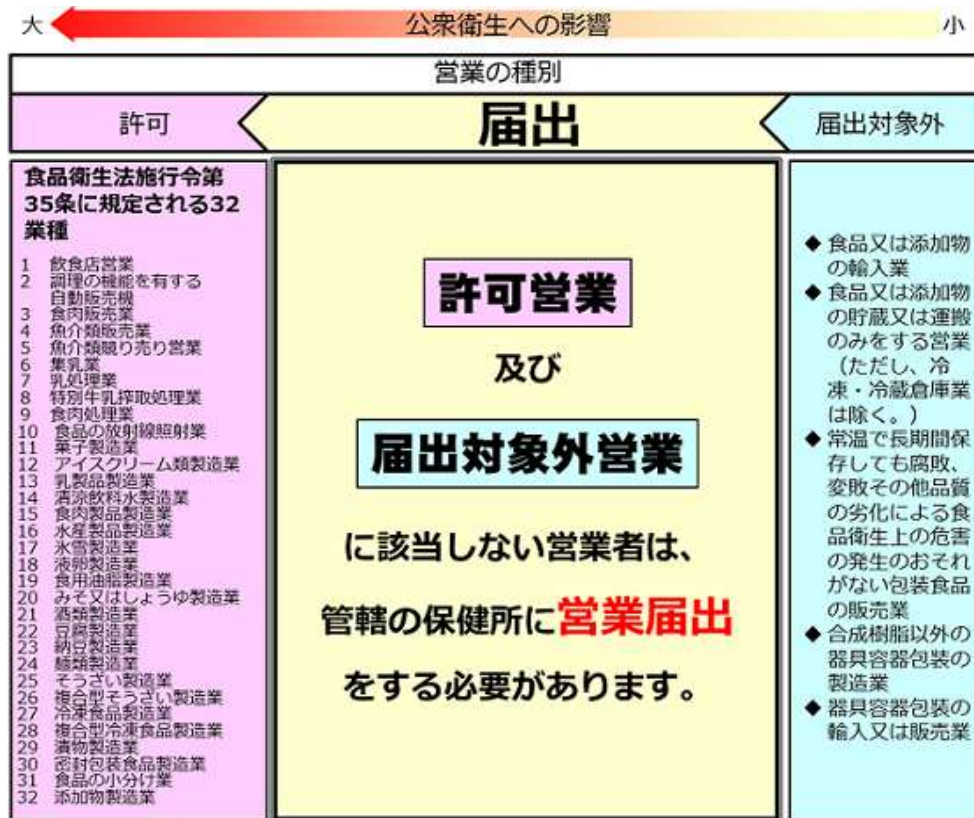 大 公衆衛生への影響 小
営業の種別
許可 届出 届出対象外
食品衛生法施行令第
35条に規定される32
業種
1 飲食店営業
2 調理の機能を有する
自動販売機
3 食肉販売業
4 魚介類販売業
5 魚介類競り売り営業
6 集乳業
7 乳処理業
8 特別牛乳搾取処理業
9 食肉処理業
10 食品の放射線照射業
11 菓子製造業
12 アイスクリーム類製造業
13 乳製品製造業
14 清涼飲料水製造業
15 食肉製品製造業
16 水産製品製造業
17 氷雪製造業
18 液卵製造業
19 食用油脂製造業
20 みそ又はしょうゆ製造業
21 酒類製造業
22 豆腐製造業
23 納豆製造業
24 麺類製造業
25 そうざい製造業
26 複合型そうざい製造業
27 冷凍食品製造業
28 複合型冷凍食品製造業
29 漬物製造業
30 密封包装食品製造業
31 食品の小分け業
32 添加物製造業
許可営業
及び
届出対象外営業
に該当しない営業者は、
管轄の保健所に営業届出
をする必要があります。
◆ 食品又は添加物
の輸入業
◆ 食品又は添加物
の貯蔵又は運搬
のみをする営業
（ただし、冷
凍・冷蔵倉庫業
は除く。）
◆ 常温で長期間保
存しても腐敗、
変敗その他品質
の劣化による食
品衛生上の危害
の発生のおそれ
がない包装食品
の販売業
◆ 合成樹脂以外の
器具容器包装の
製造業
◆ 器具容器包装の
輸入又は販売業